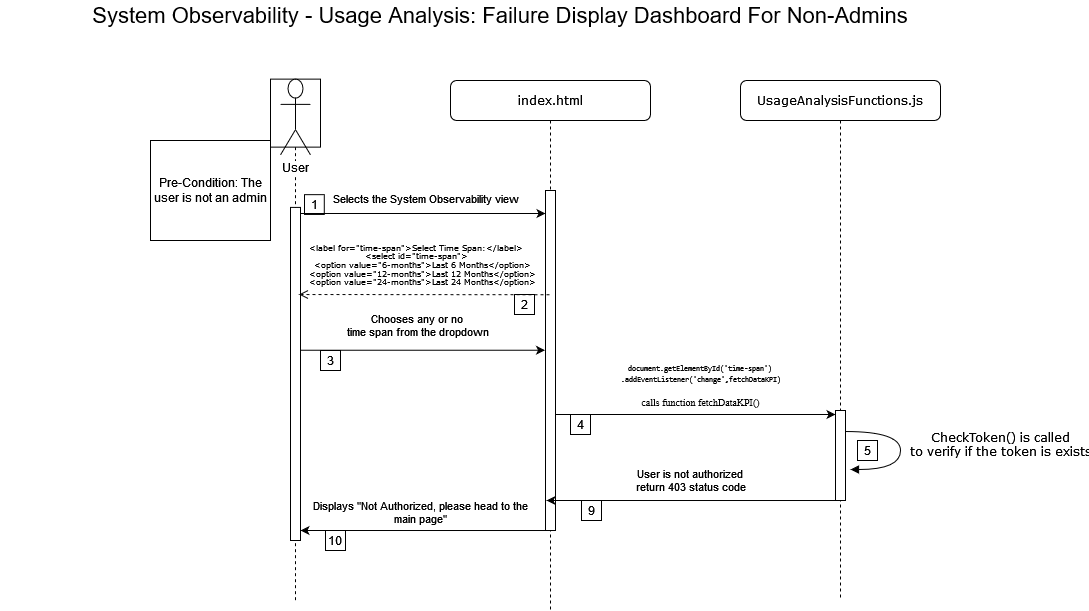 System Observability - Usage Analysis: Failure Display Dashboard For Non-Admins
index.html
UsageAnalysisFunctions.js
User
Pre-Condition: The
user is not an admin
1
Selects the System Observability view
<label for="time-span">Select Time Span:</label>
<select id="time-span">
<option value="6-months">Last 6 Months</option>
<option value="12-months">Last 12 Months</option>
<option value="24-months">Last 24 Months</option>
2
Chooses any or no
time span from the dropdown
3
document.getElementById('time-span')
.addEventListener('change',fetchDataKPI)
calls function fetchDataKPI()
4
5
CheckToken() is called
to verify if the token is exists
User is not authorized
return 403 status code
9
Displays "Not Authorized, please head to the
main page"
10